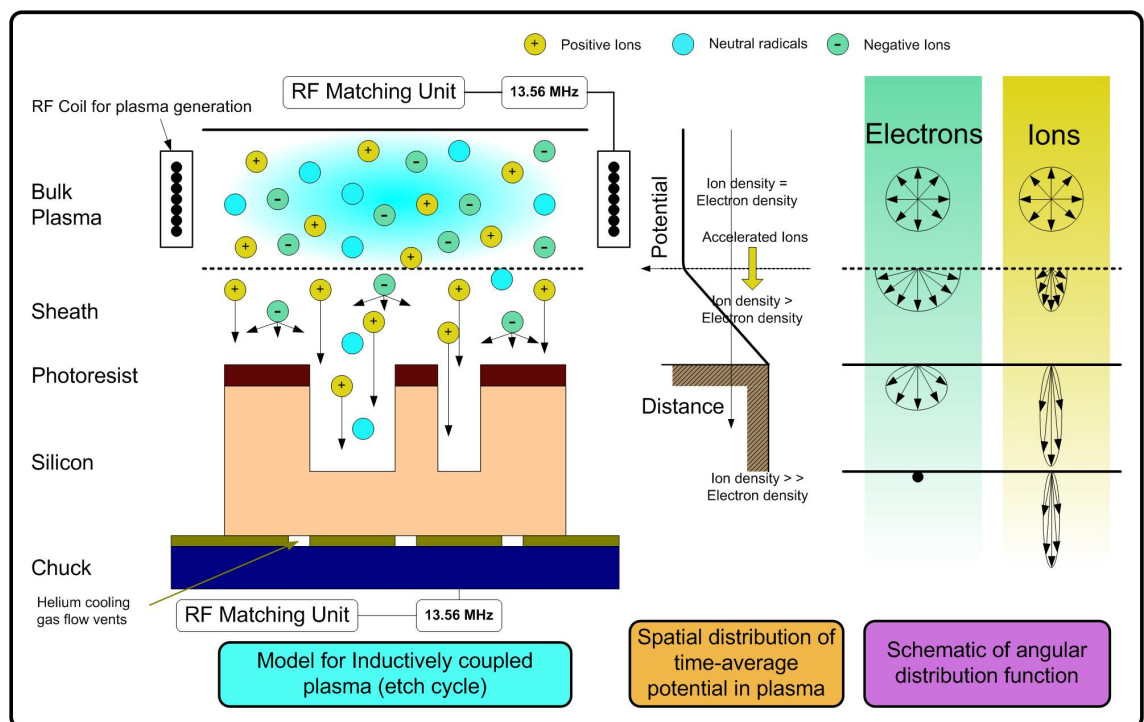 Positive Ions
Neutral radicals
Negative Ions
RF Matching Unit
13.56 MHz
RF Coil for plasma generation
Bulk
Plasma
Sheath
Photoresist
Silicon
Chuck
Helium cooling
gas flow vents
RF Matching Unit
13.56 MHz
Potential
Ion density =
Electron density
Accelerated Ions
Ion density >
Electron density
Distance
Ion density > >
Electron density
Electrons
Ions
Model for Inductively coupled
plasma (etch cycle)
Spatial distribution of
time-average
potential in plasma
Schematic of angular
distribution function